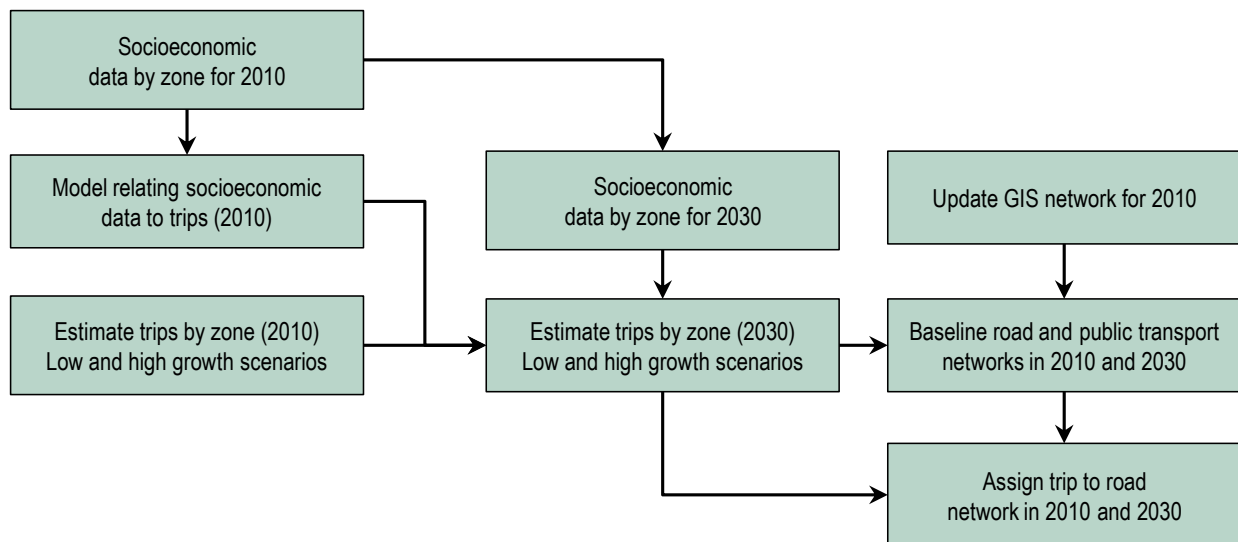 Socioeconomic
data by zone for 2010
Model relating socioeconomic
data to trips (2010)
Socioeconomic
data by zone for 2030
Update GIS network for 2010
Estimate trips by zone (2010)
Low and high growth scenarios
Estimate trips by zone (2030)
Low and high growth scenarios
Baseline road and public transport
networks in 2010 and 2030
Assign trip to road
network in 2010 and 2030